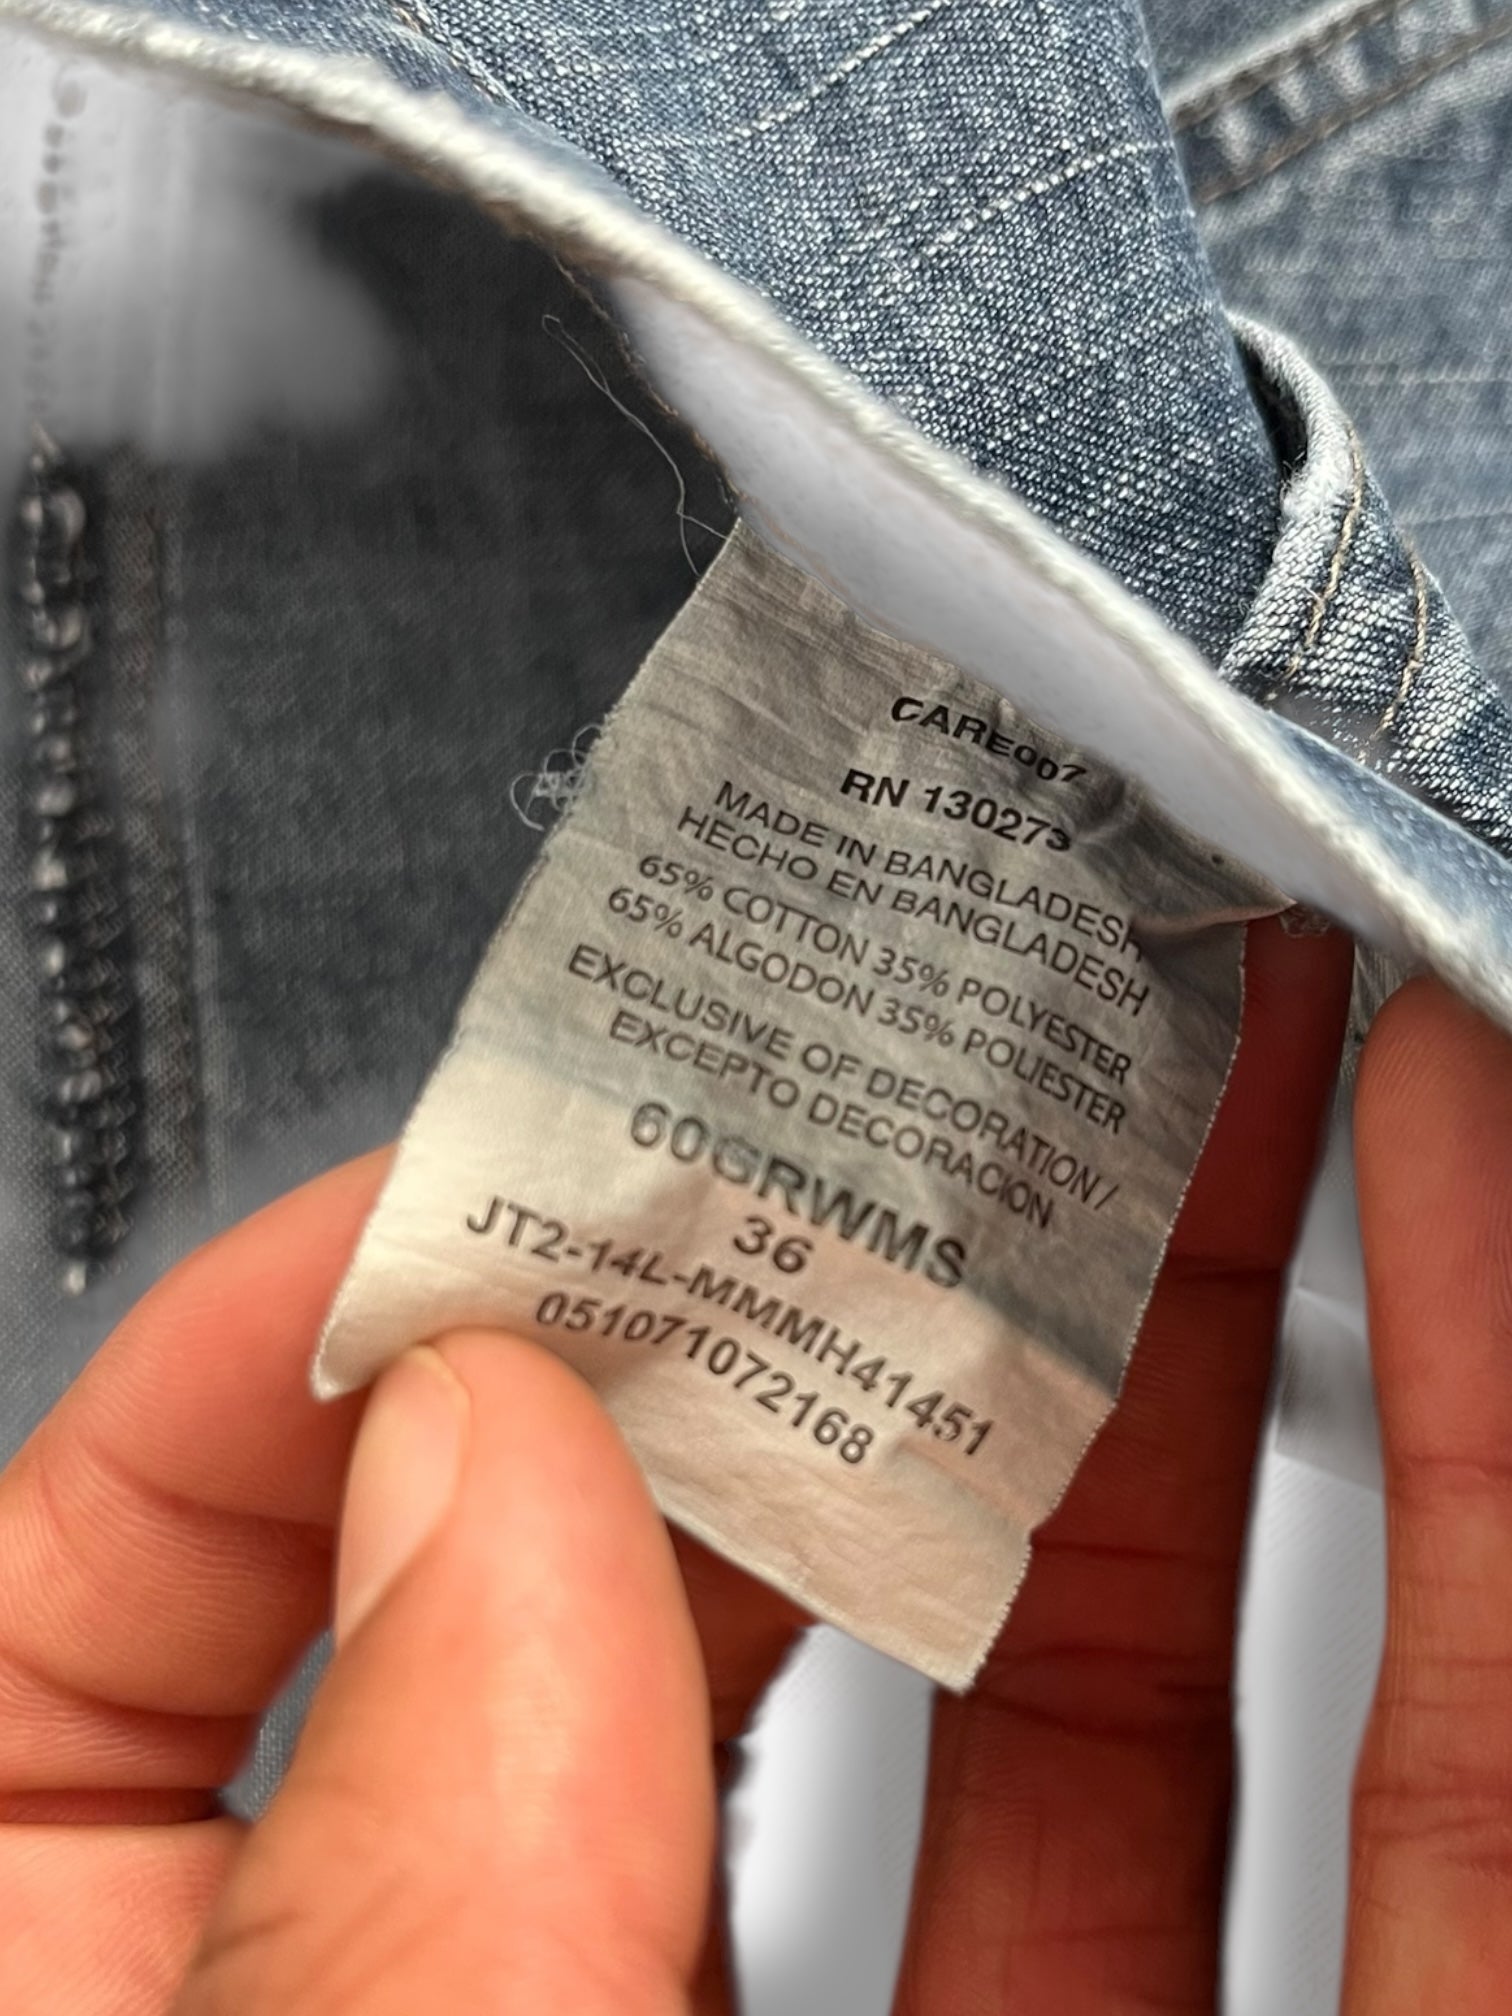 CARE007
RN 130273
MADE IN BANGLADESH
HECHO EN BANGLADESH
65% COTTON 35% POLYESTER
65% ALGODON 35% POLIESTER
EXCLUSIVE OF DECORATION/
EXCEPTO DECORACION
60GRWMS
36
JT2-14L-MMMH41451
051071072168